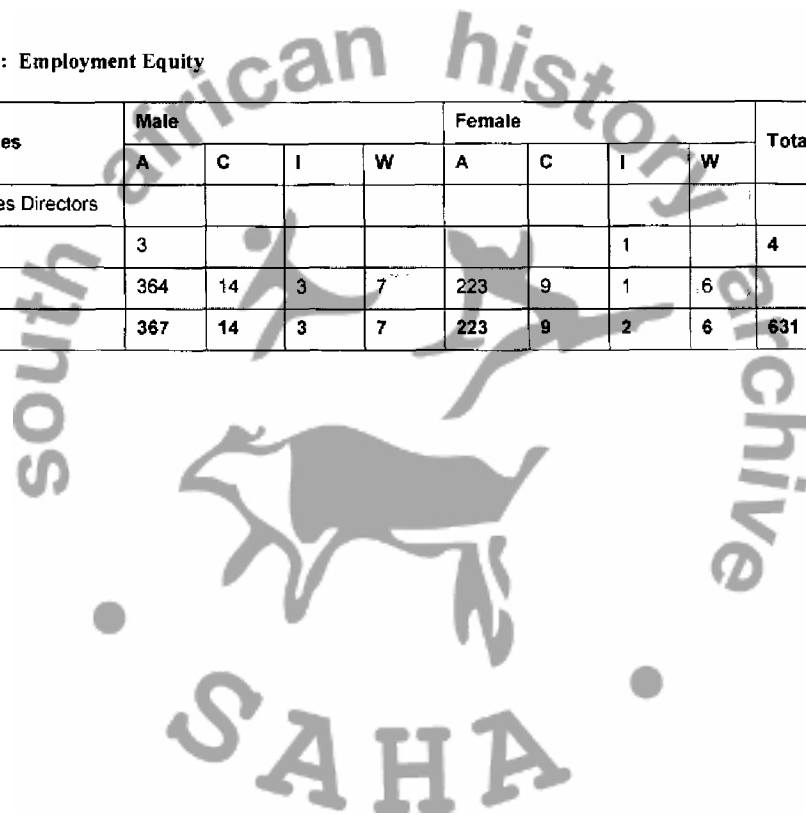 : Employment Equity
es Male Female Tota
A C I W A C I W
es Directors
3 1 4
364 14 3 7 223 9 1 6
367 14 3 7 223 9 2 6 631
south african history archive
SAHA